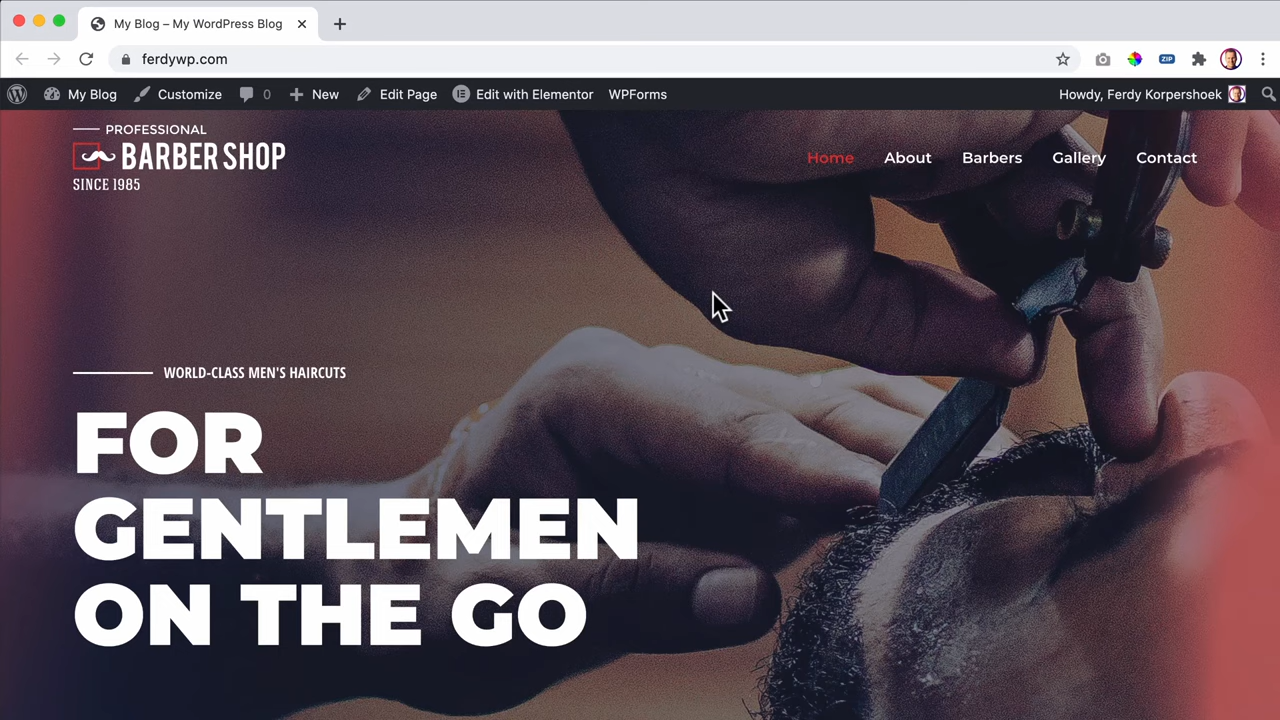 My Blog – My WordPress Blog
ferdywp.com
ZIP
My Blog Customize 0 New Edit Page Edit with Elementor WPForms Howdy, Ferdy Korpershoek
PROFESSIONAL
BARBER SHOP
SINCE 1985
Home About Barbers Gallery Contact
WORLD-CLASS MEN'S HAIRCUTS
FOR
GENTLEMEN
ON THE GO